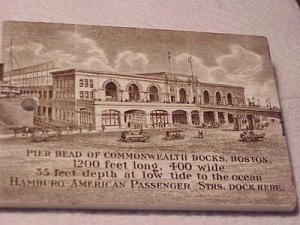 PIER HEAD OF COMMONWEALTH DOCKS, BOSTON,
1200 feet long, 400 wide
35 feet depth at low tide to the ocean
HAMBURG AMERICAN PASSENGER STRS. DOCK HERE.